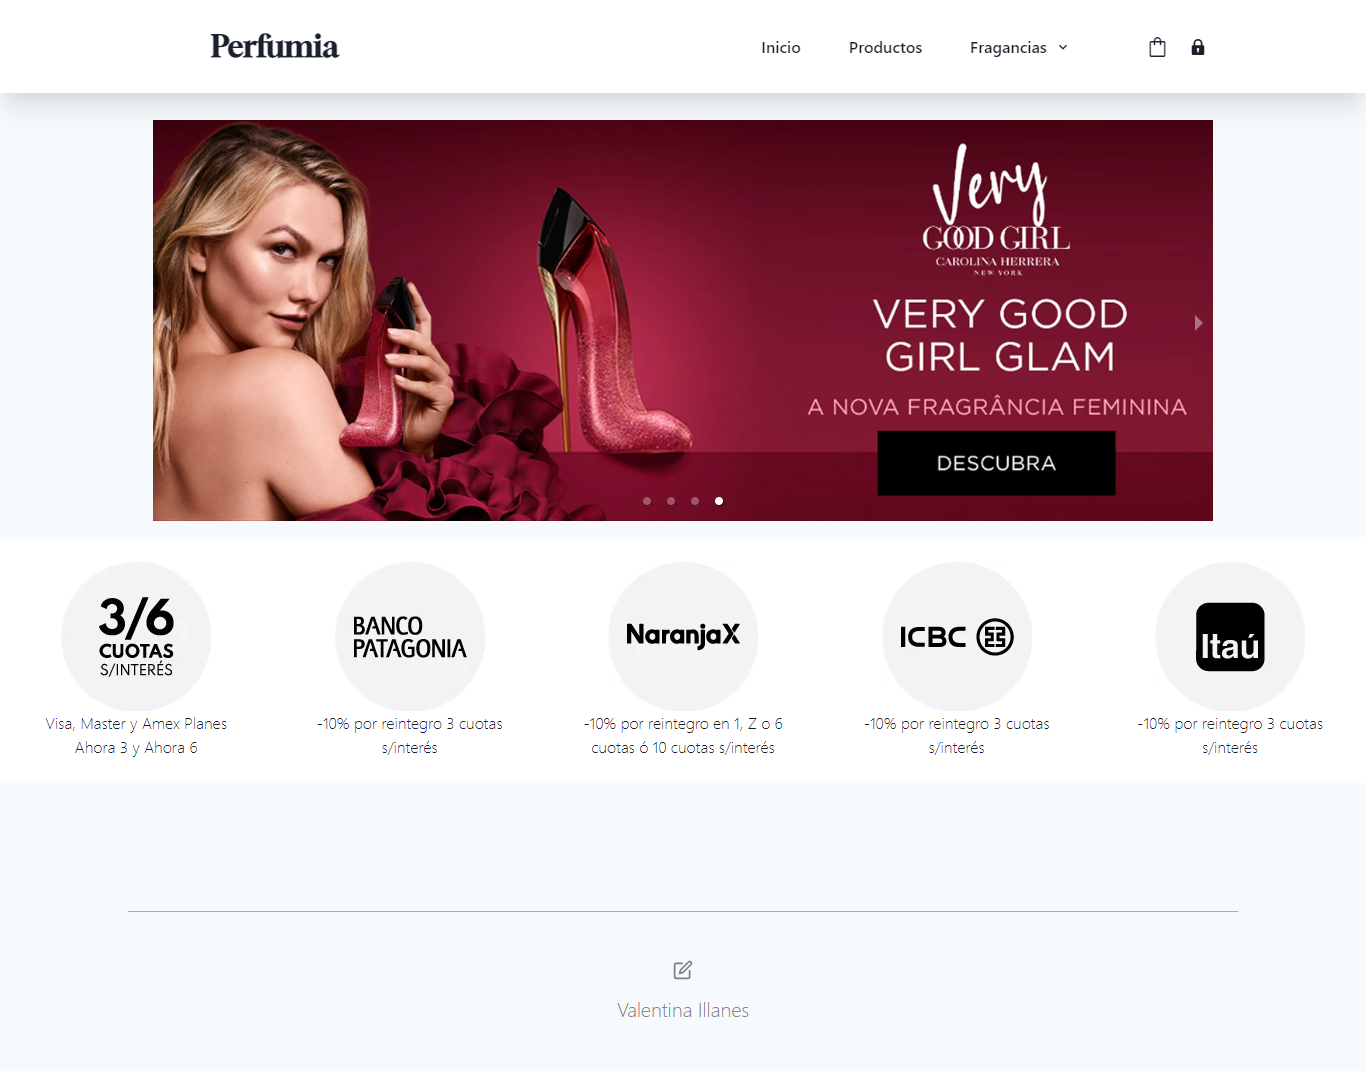 Perfumia
Inicio
Productos
Fragancias
Very
GOOD GIRL
CAROLINA HERRERA
NEW YORK
VERY GOOD
GIRL GLAM
A NOVA FRAGRÂNCIA FEMININA
DESCUBRA
3/6
CUOTAS
S/INTERÉS
Visa, Master y Amex Planes
Ahora 3 y Ahora 6
BANCO
PATAGONIA
-10% por reintegro 3 cuotas
s/interés
NaranjaX
-10% por reintegro en 1, Z o 6
cuotas ó 10 cuotas s/interés
ICBC
-10% por reintegro 3 cuotas
s/interés
Itaú
-10% por reintegro 3 cuotas
s/interés
Valentina Illanes